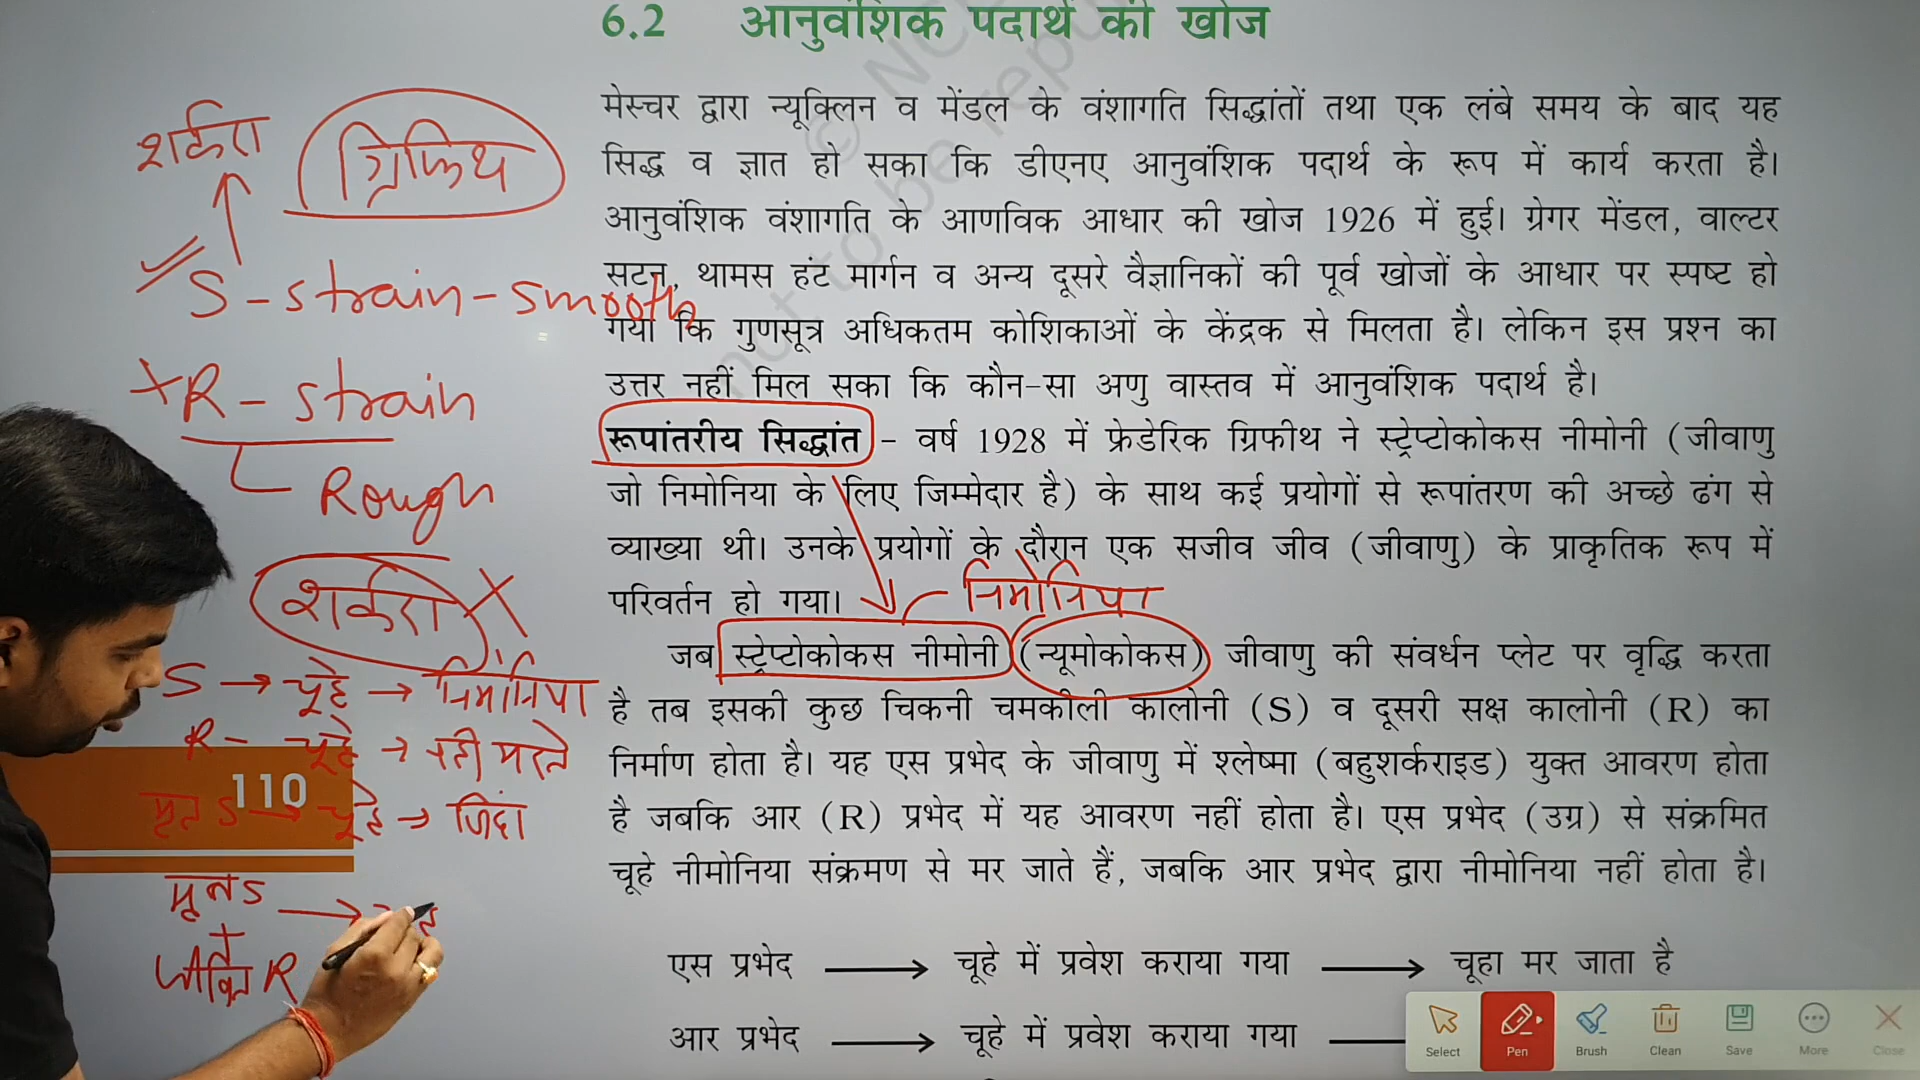 6.2 आनुवंशिक पदार्थ की खोज
मेस्चर द्वारा न्यूक्लिन व मेंडल के वंशागति सिद्धांतों तथा एक लंबे समय के बाद यह
सिद्ध व ज्ञात हो सका कि डीएनए आनुवंशिक पदार्थ के रूप में कार्य करता है।
आनुवंशिक वंशागति के आणविक आधार की खोज 1926 में हुई। ग्रेगर मेंडल, वाल्टर
सटन, थामस हंट मार्गन व अन्य दूसरे वैज्ञानिकों की पूर्व खोजों के आधार पर स्पष्ट हो
गया कि गुणसूत्र अधिकतम कोशिकाओं के केंद्रक से मिलता है। लेकिन इस प्रश्न का
उत्तर नहीं मिल सका कि कौन-सा अणु वास्तव में आनुवंशिक पदार्थ है।
रूपांतरीय सिद्धांत - वर्ष 1928 में फ्रेडेरिक ग्रिफीथ ने स्ट्रेप्टोकोकस नीमोनी (जीवाणु
जो निमोनिया के लिए जिम्मेदार है) के साथ कई प्रयोगों से रूपांतरण की अच्छे ढंग से
व्याख्या थी। उनके प्रयोगों के दौरान एक सजीव जीव (जीवाणु) के प्राकृतिक रूप में
परिवर्तन हो गया।
निमोनिया
जब स्ट्रेप्टोकोकस नीमोनी (न्यूमोकोकस) जीवाणु की संवर्धन प्लेट पर वृद्धि करता
है तब इसकी कुछ चिकनी चमकीली कालोनी (S) व दूसरी सक्ष कालोनी (R) का
निर्माण होता है। यह एस प्रभेद के जीवाणु में श्लेष्मा (बहुशर्कराइड) युक्त आवरण होता
है जबकि आर (R) प्रभेद में यह आवरण नहीं होता है। एस प्रभेद (उग्र) से संक्रमित
चूहे नीमोनिया संक्रमण से मर जाते हैं, जबकि आर प्रभेद द्वारा नीमोनिया नहीं होता है।
एस प्रभेद → चूहे में प्रवेश कराया गया → चूहा मर जाता है
आर प्रभेद → चूहे में प्रवेश कराया गया
शर्करा ग्रिफिथ
S - strain - smooth
R - strain
Rough
शर्करा X
S → चूहे → निमोनिया
R - चूहे → नही मरते
110
मृत S → चूहे → जिंदा
मृत S →
+
जीवित R
© NC
not to be repu
Select Pen Brush Clean Save More Close